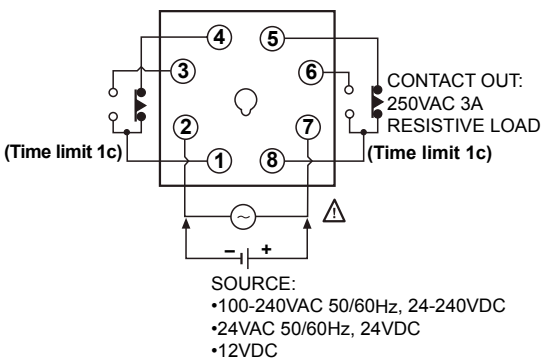 4
5
3
6
CONTACT OUT:
250VAC 3A
RESISTIVE LOAD
2
7
(Time limit 1c)
1
8
(Time limit 1c)
~
!
− +
SOURCE:
•100-240VAC 50/60Hz, 24-240VDC
•24VAC 50/60Hz, 24VDC
•12VDC